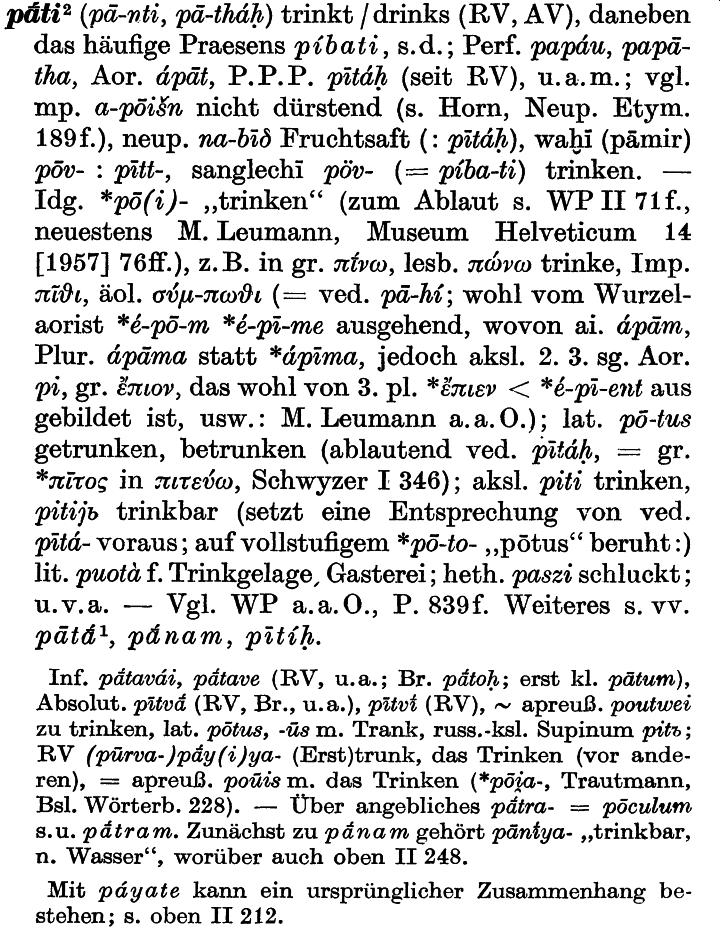 pā́ti² (pā-nti, pā-tháḥ) trinkt / drinks (RV, AV), daneben
das häufige Praesens píbati, s.d.; Perf. papáu, papā-
tha, Aor. ápāt, P.P.P. pītáḥ (seit RV), u.a.m.; vgl.
mp. a-pōišn nicht dürstend (s. Horn, Neup. Etym.
189f.), neup. na-bīδ Fruchtsaft (: pītáḥ), waḫī (pāmir)
pōv- : pītt-, sanglechī pöv- (= píba-ti) trinken. —
Idg. *pō(i)- „trinken“ (zum Ablaut s. WP II 71f.,
neuestens M. Leumann, Museum Helveticum 14
[1957] 76ff.), z.B. in gr. πί̄νω, lesb. πώνω trinke, Imp.
πῖϑι, äol. σύμ-πωϑι (= ved. pā-hí; wohl vom Wurzel-
aorist *é-pō-m *é-pī-me ausgehend, wovon ai. ápām,
Plur. ápāma statt *ápīma, jedoch aksl. 2. 3. sg. Aor.
pi, gr. ἔπιον, das wohl von 3. pl. *ἔπιεν < *é-pī-ent aus
gebildet ist, usw.: M. Leumann a.a.O.); lat. pō-tus
getrunken, betrunken (ablautend ved. pītáḥ, = gr.
*πῑτος in πιτεύω, Schwyzer I 346); aksl. piti trinken,
pitijь trinkbar (setzt eine Entsprechung von ved.
pītá- voraus; auf vollstufigem *pō-to- „pōtus“ beruht:)
lit. puotà f. Trinkgelage, Gasterei; heth. paszi schluckt;
u.v.a. — Vgl. WP a.a.O., P. 839f. Weiteres s. vv.
pātā́¹, pā́nam, pītíḥ.
Inf. pā́tavái, pā́tave (RV, u.a.; Br. pā́toḥ; erst kl. pātum),
Absolut. pītvā́ (RV, Br., u.a.), pītvī́ (RV), ~ apreuß. poutwei
zu trinken, lat. pōtus, -ūs m. Trank, russ.-ksl. Supinum pitъ;
RV (pūrva-)pā́y(i)ya- (Erst)trunk, das Trinken (vor ande-
ren), = apreuß. poūis m. das Trinken (*pōi̯a-, Trautmann,
Bsl. Wörterb. 228). — Über angebliches pā́tra- = pōculum
s.u. pā́tram. Zunächst zu pā́nam gehört pānī́ya- „trinkbar,
n. Wasser“, worüber auch oben II 248.
Mit páyate kann ein ursprünglicher Zusammenhang be-
stehen; s. oben II 212.